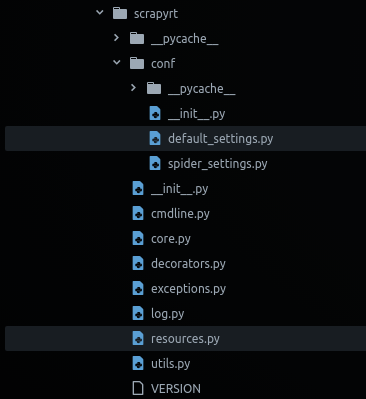 scrapyrt
__pycache__
conf
__pycache__
__init__.py
default_settings.py
spider_settings.py
__init__.py
cmdline.py
core.py
decorators.py
exceptions.py
log.py
resources.py
utils.py
VERSION